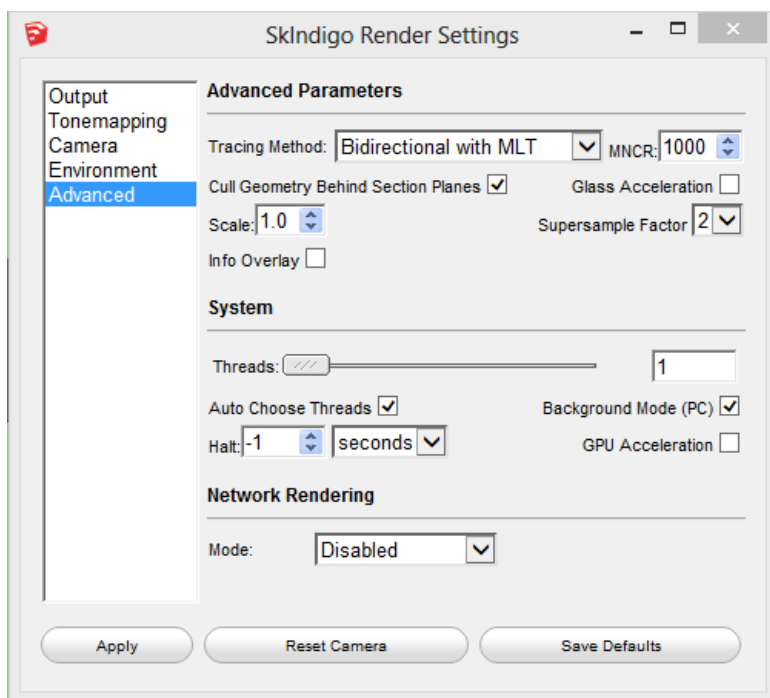 SkIndigo Render Settings
Output
Tonemapping
Camera
Environment
Advanced
Advanced Parameters
Tracing Method: Bidirectional with MLT MNCR: 1000
Cull Geometry Behind Section Planes Glass Acceleration
Scale: 1.0 Supersample Factor 2
Info Overlay
System
Threads: 1
Auto Choose Threads Background Mode (PC)
Halt: -1 seconds GPU Acceleration
Network Rendering
Mode: Disabled
Apply Reset Camera Save Defaults